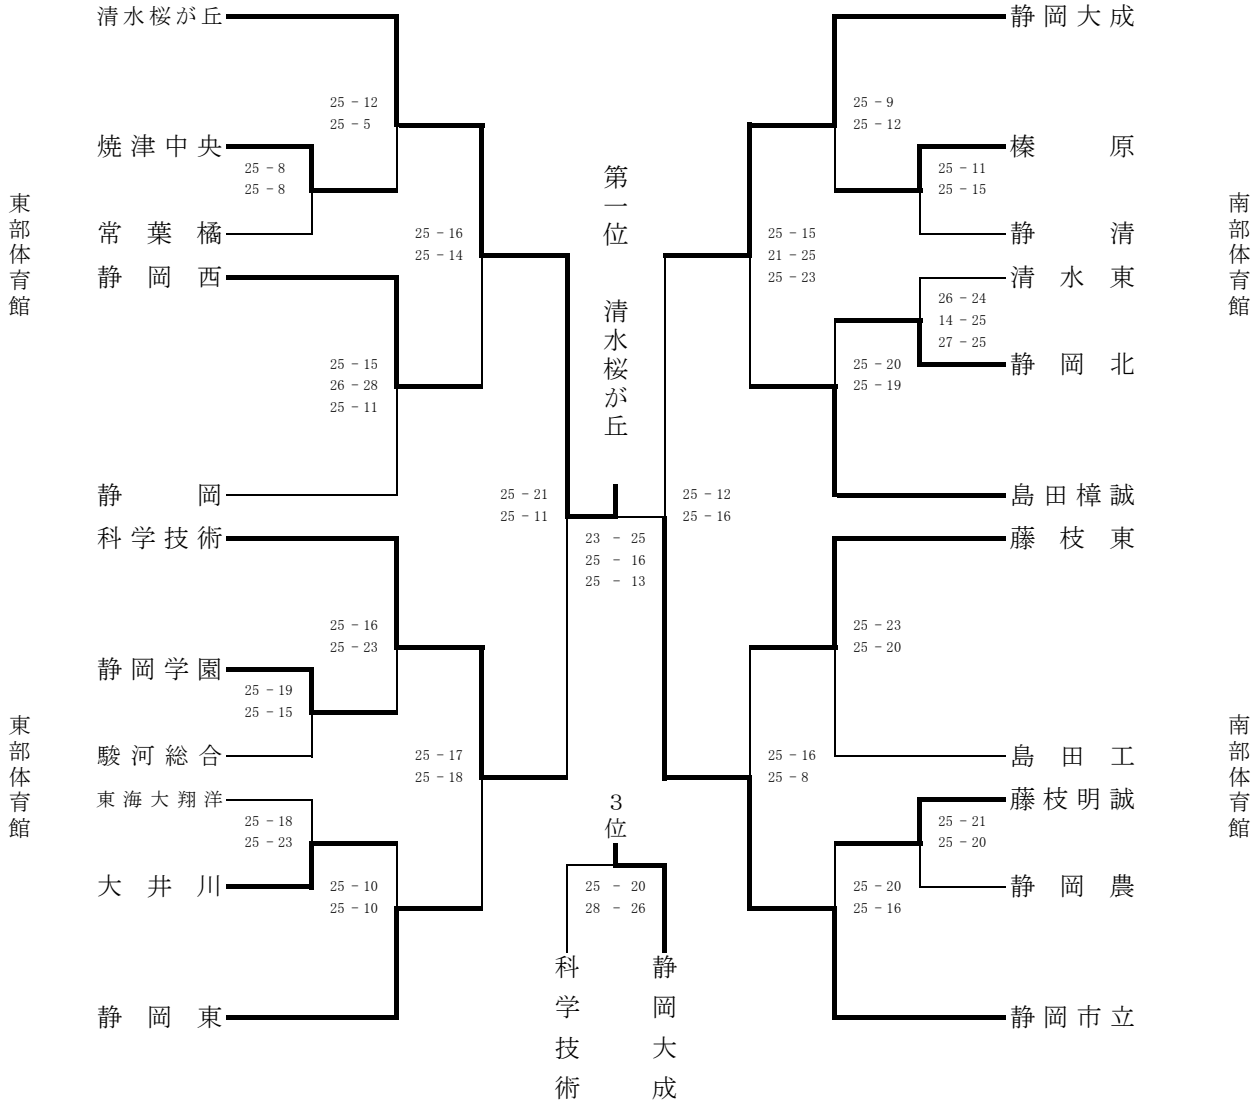 清水桜が丘
25 - 12
25 - 5
焼津中央
25 - 8
25 - 8
常葉橘
25 - 16
25 - 14
静岡西
25 - 15
26 - 28
25 - 11
静岡
東部体育館
25 - 21
25 - 11
科学技術
25 - 16
25 - 23
静岡学園
25 - 19
25 - 15
駿河総合
25 - 17
25 - 18
東海大翔洋
25 - 18
25 - 23
大井川
25 - 10
25 - 10
静岡東
東部体育館
第一位 清水桜が丘
23 - 25
25 - 16
25 - 13
3位
25 - 20
28 - 26
科学技術
静岡大成
静岡大成
25 - 9
25 - 12
榛原
25 - 11
25 - 15
静清
25 - 15
21 - 25
25 - 23
清水東
26 - 24
14 - 25
27 - 25
静岡北
25 - 20
25 - 19
島田樟誠
南部体育館
25 - 12
25 - 16
藤枝東
25 - 23
25 - 20
島田工
25 - 16
25 - 8
藤枝明誠
25 - 21
25 - 20
静岡農
25 - 20
25 - 16
静岡市立
南部体育館